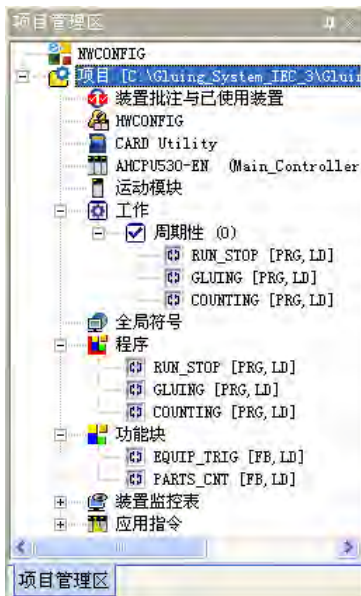 项目管理区
NWCONFIG
项目 [C:\Gluing_System_IEC_3\Gluin
装置批注与已使用装置
HWCONFIG
CARD Utility
AHCPU530-EN (Main_Controller
运动模块
工作
周期性 (0)
RUN_STOP [PRG,LD]
GLUING [PRG,LD]
COUNTING [PRG,LD]
全局符号
程序
RUN_STOP [PRG,LD]
GLUING [PRG,LD]
COUNTING [PRG,LD]
功能块
EQUIP_TRIG [FB,LD]
PARTS_CNT [FB,LD]
装置监控表
应用指令
项目管理区